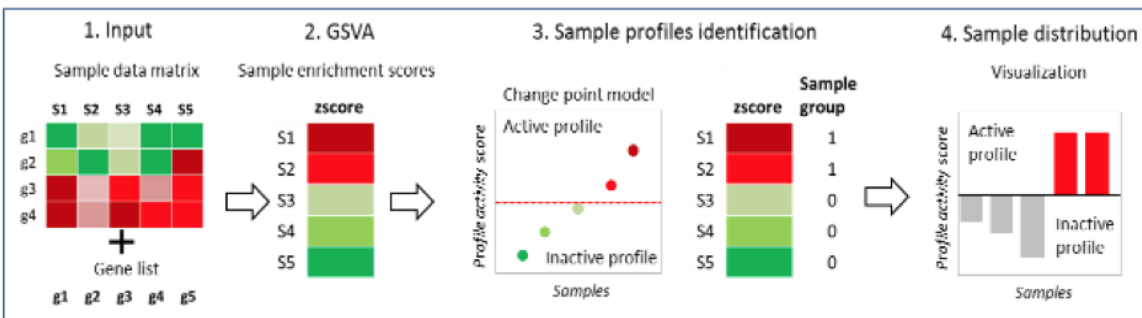 1. Input
Sample data matrix
S1 S2 S3 S4 S5
g1
g2
g3
g4
+
Gene list
g1 g2 g3 g4 g5
2. GSVA
Sample enrichment scores
zscore
S1
S2
S3
S4
S5
3. Sample profiles identification
Change point model
Active profile
Inactive profile
Profile activity score
Samples
zscore
Sample
group
S1 1
S2 1
S3 0
S4 0
S5 0
4. Sample distribution
Visualization
Active
profile
Inactive
profile
Profile activity score
Samples